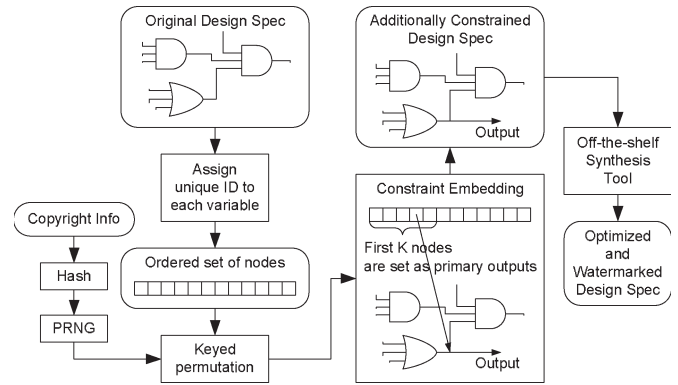 Original Design Spec
Assign
unique ID to
each variable
Copyright Info
Hash
PRNG
Ordered set of nodes
Keyed
permutation
Additionally Constrained
Design Spec
Output
Constraint Embedding
First K nodes
are set as primary outputs
Output
Off-the-shelf
Synthesis
Tool
Optimized
and
Watermarked
Design Spec